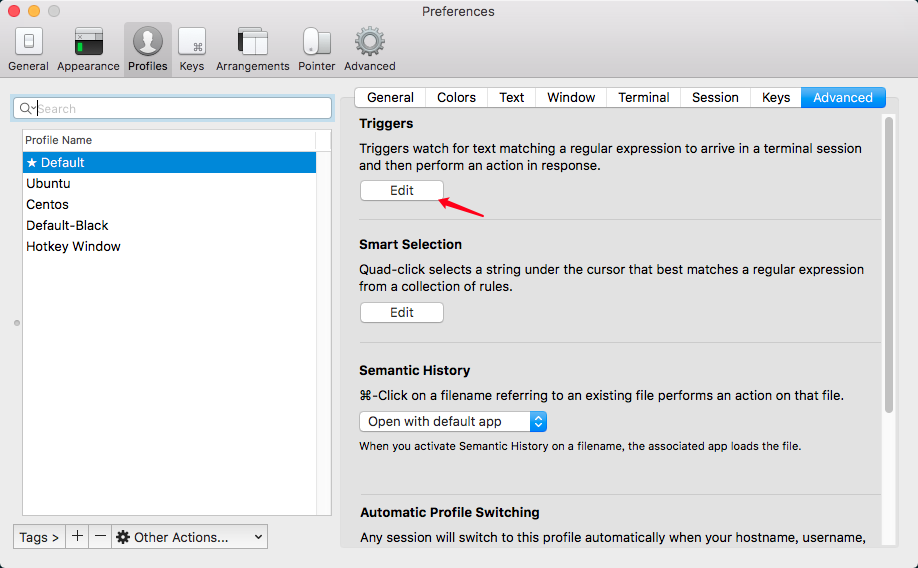 Preferences
General Appearance Profiles Keys Arrangements Pointer Advanced
Search
Profile Name
★ Default
Ubuntu
Centos
Default-Black
Hotkey Window
Tags > + − Other Actions...
General Colors Text Window Terminal Session Keys Advanced
Triggers
Triggers watch for text matching a regular expression to arrive in a terminal session
and then perform an action in response.
Edit
Smart Selection
Quad-click selects a string under the cursor that best matches a regular expression
from a collection of rules.
Edit
Semantic History
⌘-Click on a filename referring to an existing file performs an action on that file.
Open with default app
When you activate Semantic History on a filename, the associated app loads the file.
Automatic Profile Switching
Any session will switch to this profile automatically when your hostname, username,